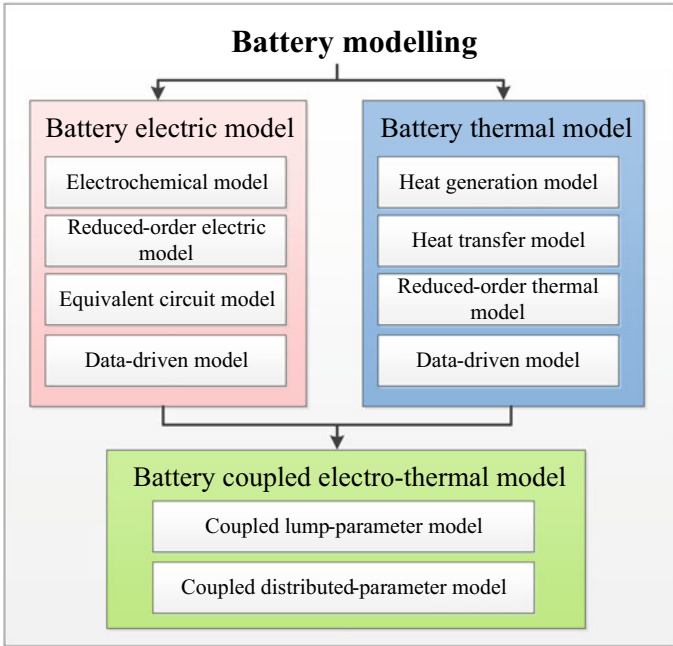 Battery modelling
Battery electric model
Electrochemical model
Reduced-order electric
model
Equivalent circuit model
Data-driven model
Battery thermal model
Heat generation model
Heat transfer model
Reduced-order thermal
model
Data-driven model
Battery coupled electro-thermal model
Coupled lump-parameter model
Coupled distributed-parameter model